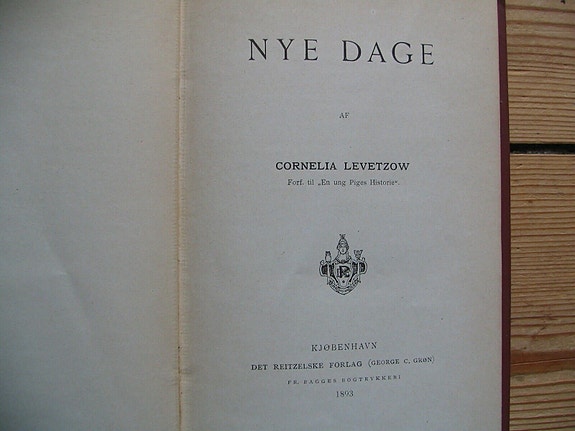 NYE DAGE
AF
CORNELIA LEVETZOW
Forf. til „En ung Piges Historie“.
R
KJØBENHAVN
DET REITZELSKE FORLAG (GEORGE C. GRØN)
FR. BAGGES BOGTRYKKERI
1893